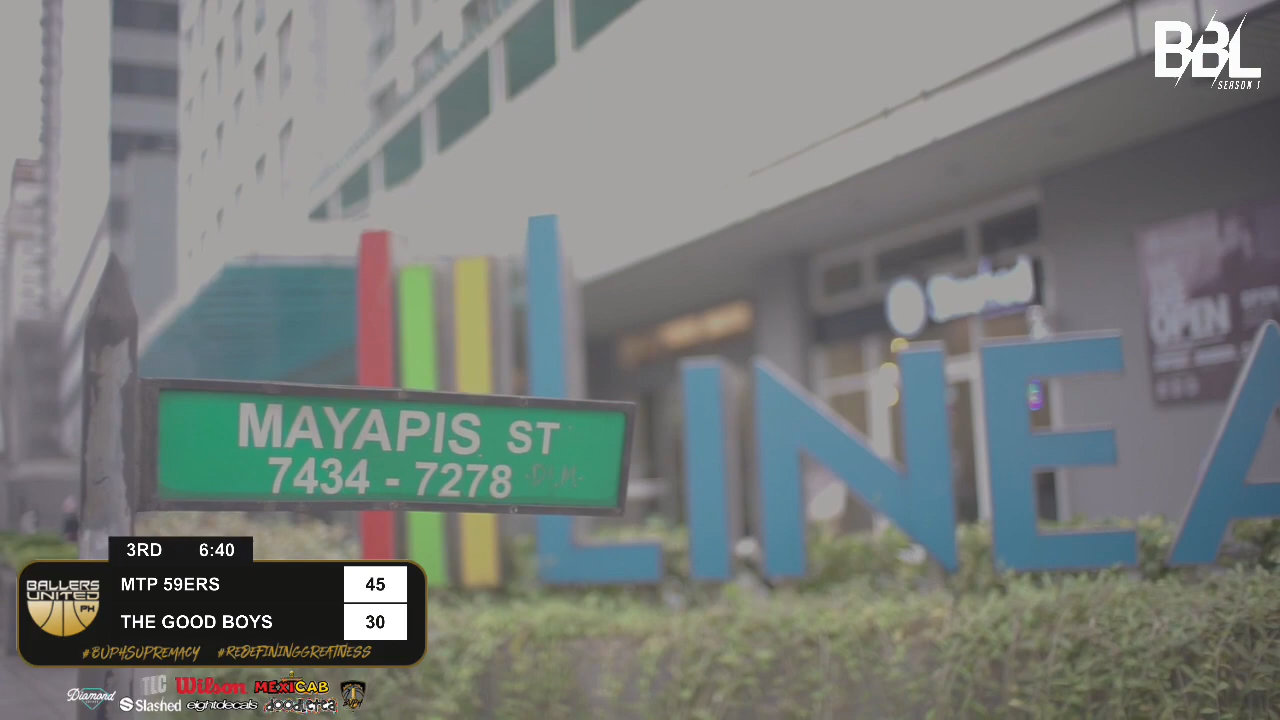 BBL
SEASON 1
LINEA
OPEN
MAYAPIS ST
7434 - 7278
3RD 6:40
BALLERS UNITED PH
MTP 59ERS 45
THE GOOD BOYS 30
#BUPHSUPREMACY #REDEFININGGREATNESS
Diamond
TLC
Wilson
MEXICAB
Slashed
eightdecals